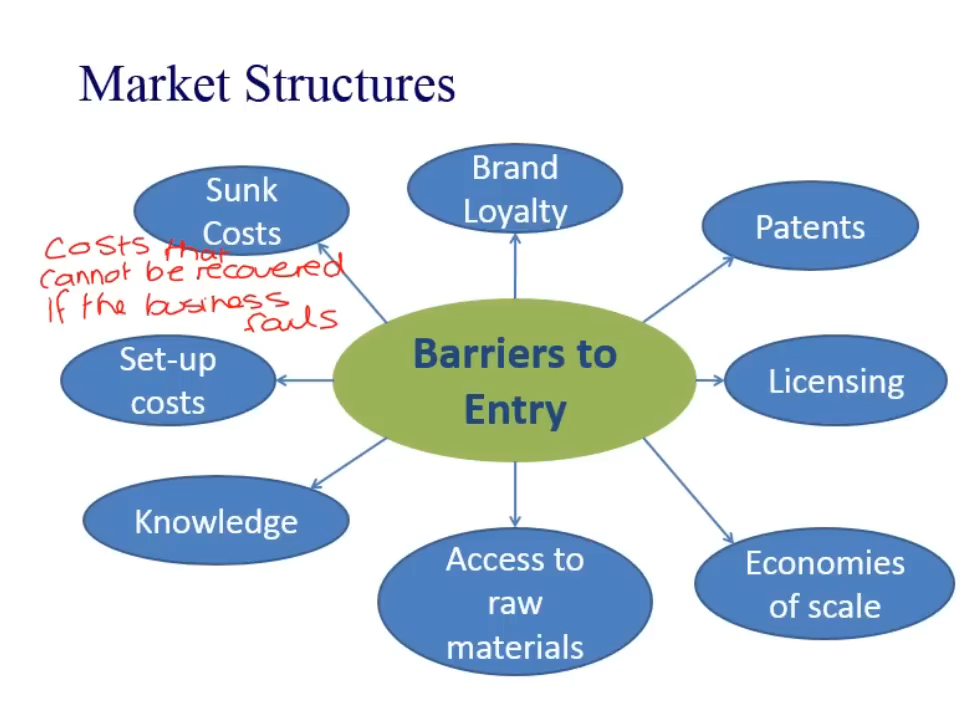 Market Structures
Sunk
Costs
costs that
cannot be recovered
If the business
fails
Brand
Loyalty
Patents
Set-up
costs
Barriers to
Entry
Licensing
Knowledge
Access to
raw
materials
Economies
of scale